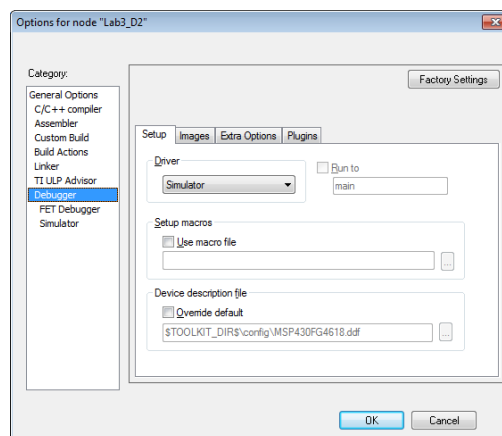 Options for node "Lab3_D2"
Category:
Factory Settings
General Options
C/C++ compiler
Assembler
Custom Build
Build Actions
Linker
TI ULP Advisor
Debugger
FET Debugger
Simulator
Setup Images Extra Options Plugins
Driver
Simulator
Run to
main
Setup macros
Use macro file
...
Device description file
Override default
$TOOLKIT_DIR$\config\MSP430FG4618.ddf
...
OK Cancel